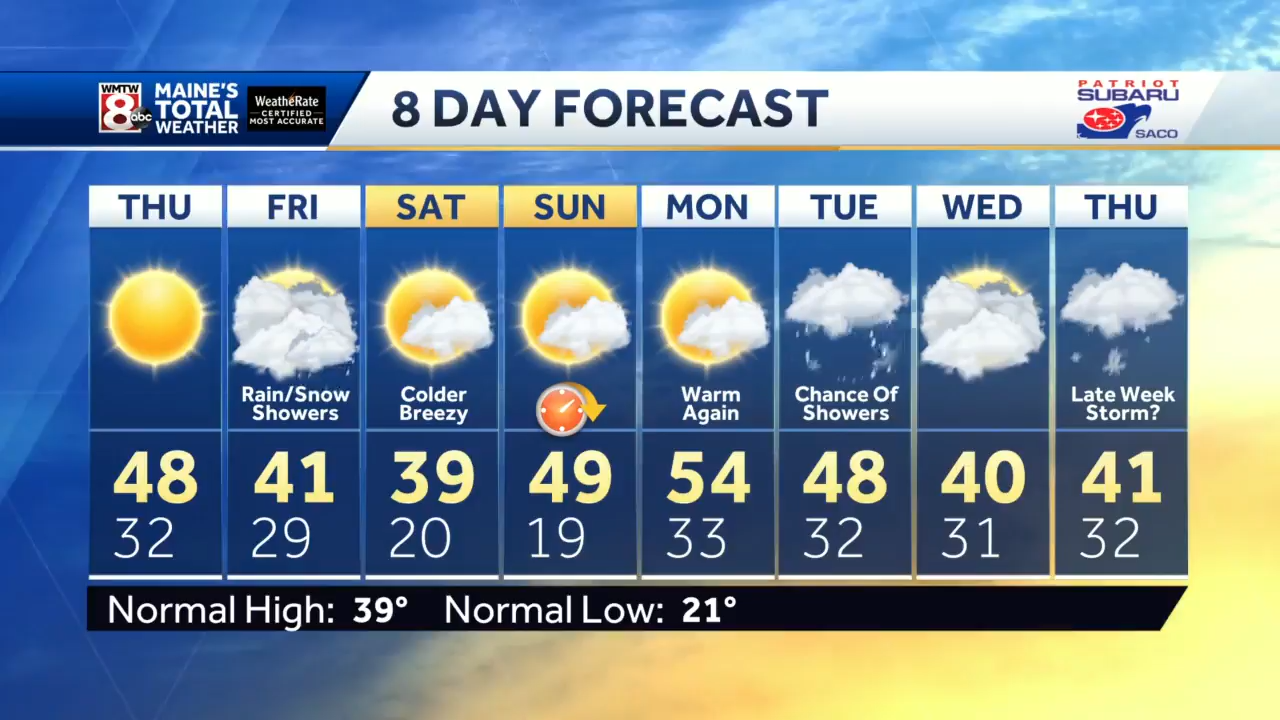 WMTW
8
abc
MAINE'S
TOTAL
WEATHER
WeatheRate
CERTIFIED
MOST ACCURATE
8 DAY FORECAST
PATRIOT
SUBARU
SACO
THU FRI SAT SUN MON TUE WED THU
Rain/Snow Colder Warm Chance Of Late Week
Showers Breezy Again Showers Storm?
48 41 39 49 54 48 40 41
32 29 20 19 33 32 31 32
Normal High: 39° Normal Low: 21°